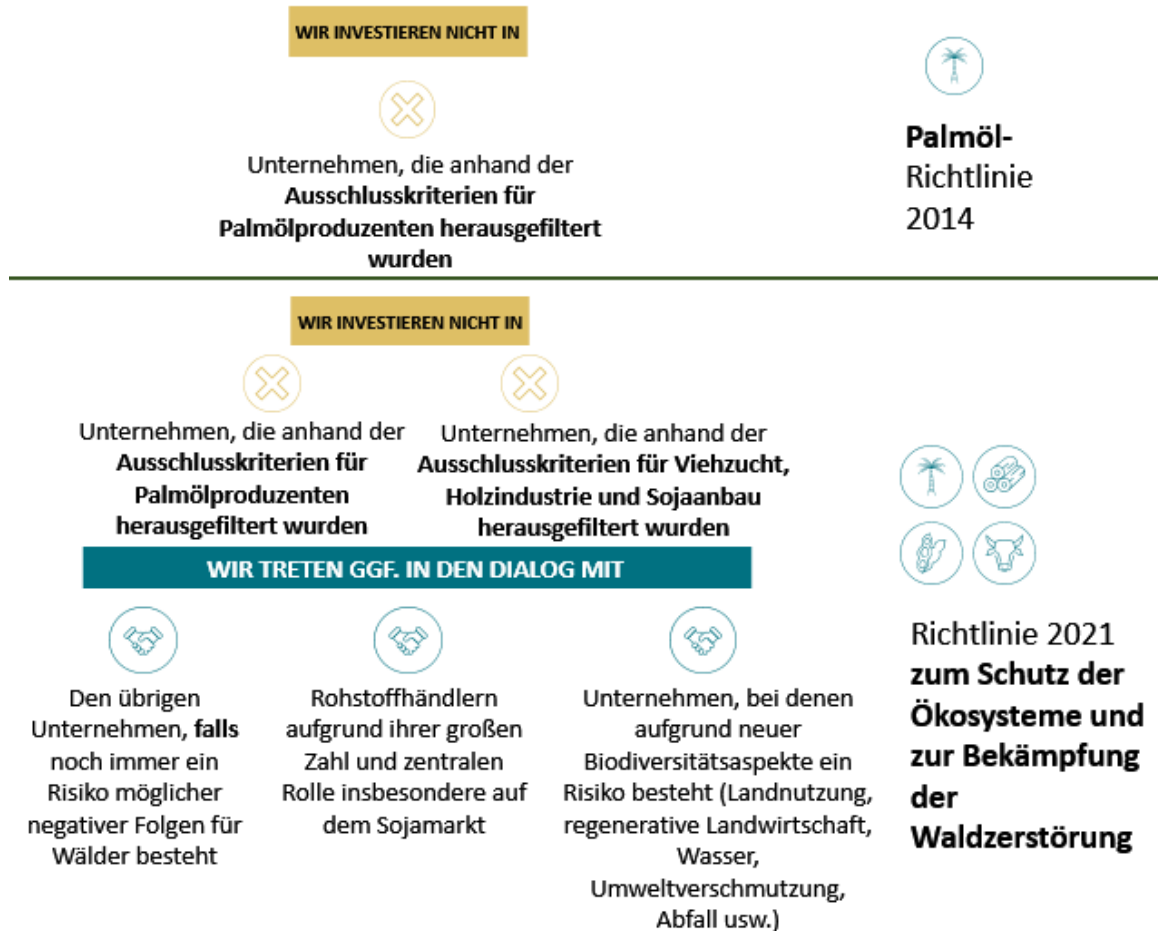 WIR INVESTIEREN NICHT IN
Unternehmen, die anhand der
Ausschlusskriterien für
Palmölproduzenten herausgefiltert
wurden
Palmöl-
Richtlinie
2014
WIR INVESTIEREN NICHT IN
Unternehmen, die anhand der
Ausschlusskriterien für
Palmölproduzenten
herausgefiltert wurden
Unternehmen, die anhand der
Ausschlusskriterien für Viehzucht,
Holzindustrie und Sojaanbau
herausgefiltert wurden
WIR TRETEN GGF. IN DEN DIALOG MIT
Den übrigen
Unternehmen, falls
noch immer ein
Risiko möglicher
negativer Folgen für
Wälder besteht
Rohstoffhändlern
aufgrund ihrer großen
Zahl und zentralen
Rolle insbesondere auf
dem Sojamarkt
Unternehmen, bei denen
aufgrund neuer
Biodiversitätsaspekte ein
Risiko besteht (Landnutzung,
regenerative Landwirtschaft,
Wasser,
Umweltverschmutzung,
Abfall usw.)
Richtlinie 2021
zum Schutz der
Ökosysteme und
zur Bekämpfung
der
Waldzerstörung